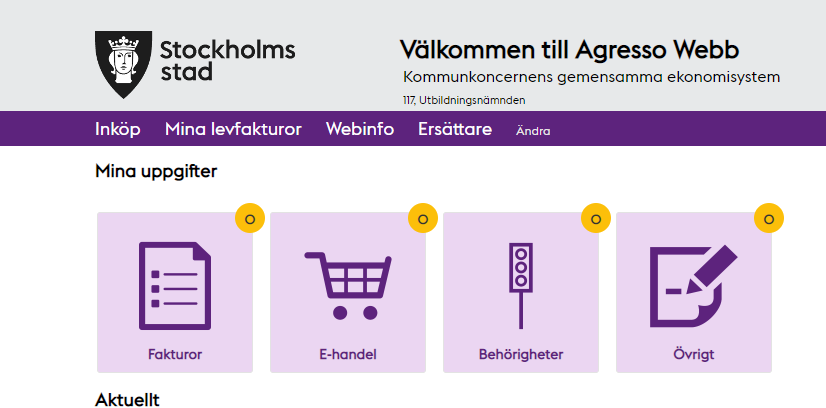 Stockholms
stad
Välkommen till Agresso Webb
Kommunkoncernens gemensamma ekonomisystem
117, Utbildningsnämnden
Inköp Mina levfakturor Webinfo Ersättare Ändra
Mina uppgifter
0 0 0 0
Fakturor E-handel Behörigheter Övrigt
Aktuellt